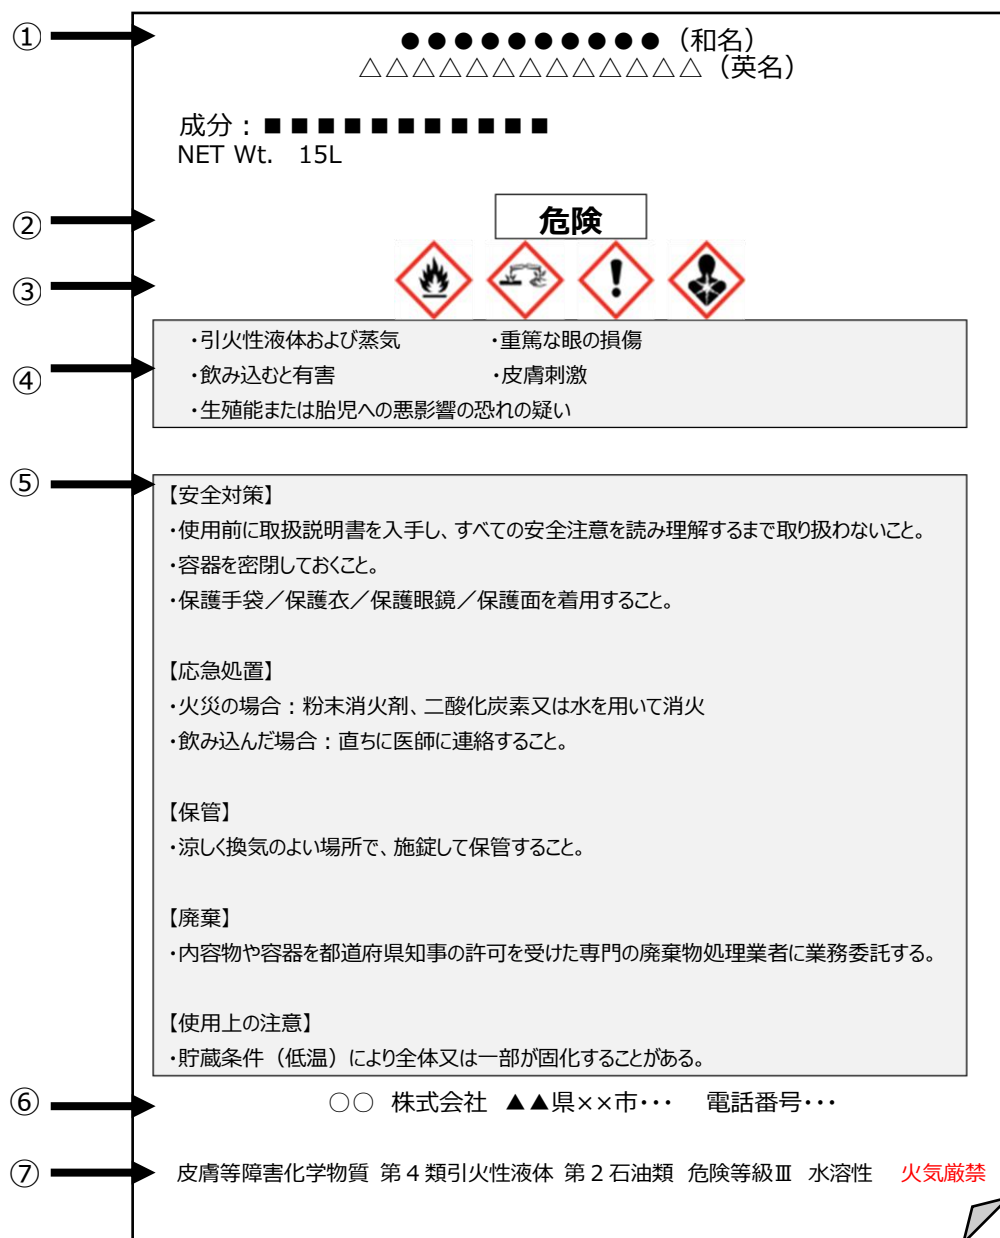 ① ●●●●●●●●●●（和名）
△△△△△△△△△△△△△（英名）
成分：■■■■■■■■■■■
NET Wt. 15L
② 危険
③
④
・引火性液体および蒸気 ・重篤な眼の損傷
・飲み込むと有害 ・皮膚刺激
・生殖能または胎児への悪影響の恐れの疑い
⑤
【安全対策】
・使用前に取扱説明書を入手し、すべての安全注意を読み理解するまで取り扱わないこと。
・容器を密閉しておくこと。
・保護手袋／保護衣／保護眼鏡／保護面を着用すること。
【応急処置】
・火災の場合：粉末消火剤、二酸化炭素又は水を用いて消火
・飲み込んだ場合：直ちに医師に連絡すること。
【保管】
・涼しく換気のよい場所で、施錠して保管すること。
【廃棄】
・内容物や容器を都道府県知事の許可を受けた専門の廃棄物処理業者に業務委託する。
【使用上の注意】
・貯蔵条件（低温）により全体又は一部が固化することがある。
⑥ ○○ 株式会社 ▲▲県××市･･･ 電話番号･･･
⑦ 皮膚等障害化学物質 第４類引火性液体 第２石油類 危険等級Ⅲ 水溶性 火気厳禁